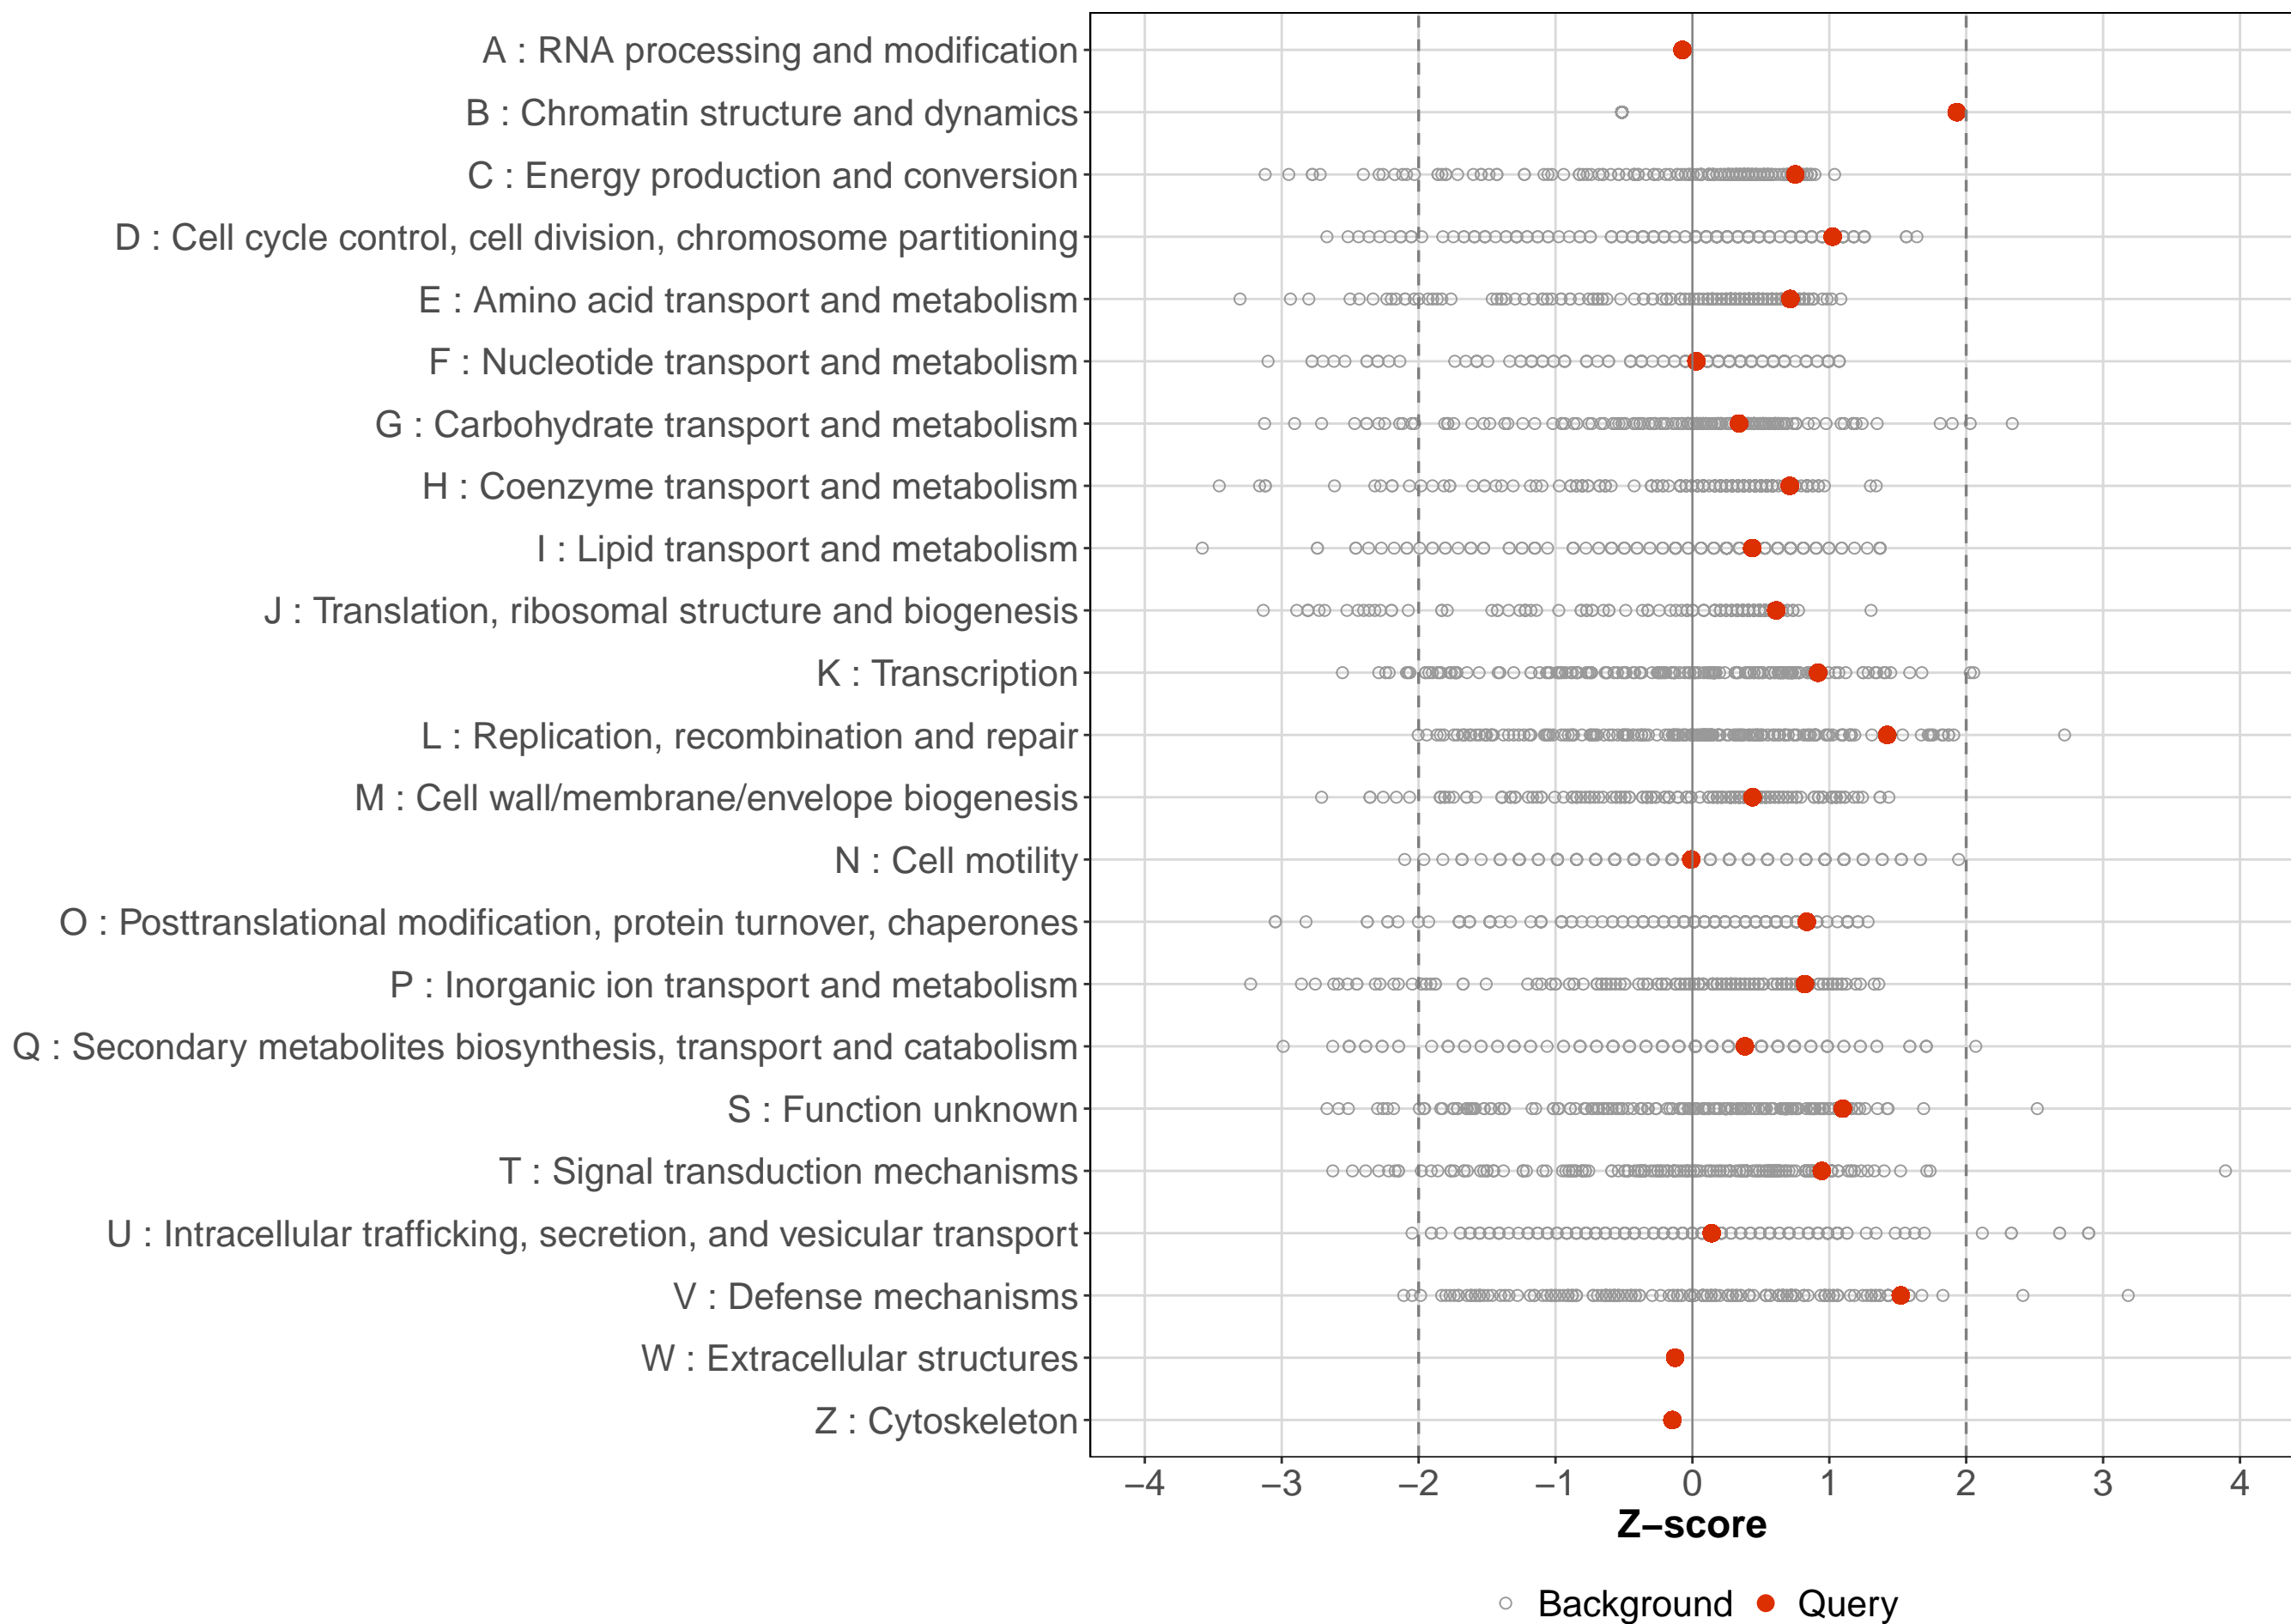 A : RNA processing and modification
B : Chromatin structure and dynamics
C : Energy production and conversion
D : Cell cycle control, cell division, chromosome partitioning
E : Amino acid transport and metabolism
F : Nucleotide transport and metabolism
G : Carbohydrate transport and metabolism
H : Coenzyme transport and metabolism
I : Lipid transport and metabolism
J : Translation, ribosomal structure and biogenesis
K : Transcription
L : Replication, recombination and repair
M : Cell wall/membrane/envelope biogenesis
N : Cell motility
O : Posttranslational modification, protein turnover, chaperones
P : Inorganic ion transport and metabolism
Q : Secondary metabolites biosynthesis, transport and catabolism
S : Function unknown
T : Signal transduction mechanisms
U : Intracellular trafficking, secretion, and vesicular transport
V : Defense mechanisms
W : Extracellular structures
Z : Cytoskeleton
−4 −3 −2 −1 0 1 2 3 4
Z−score
Background Query